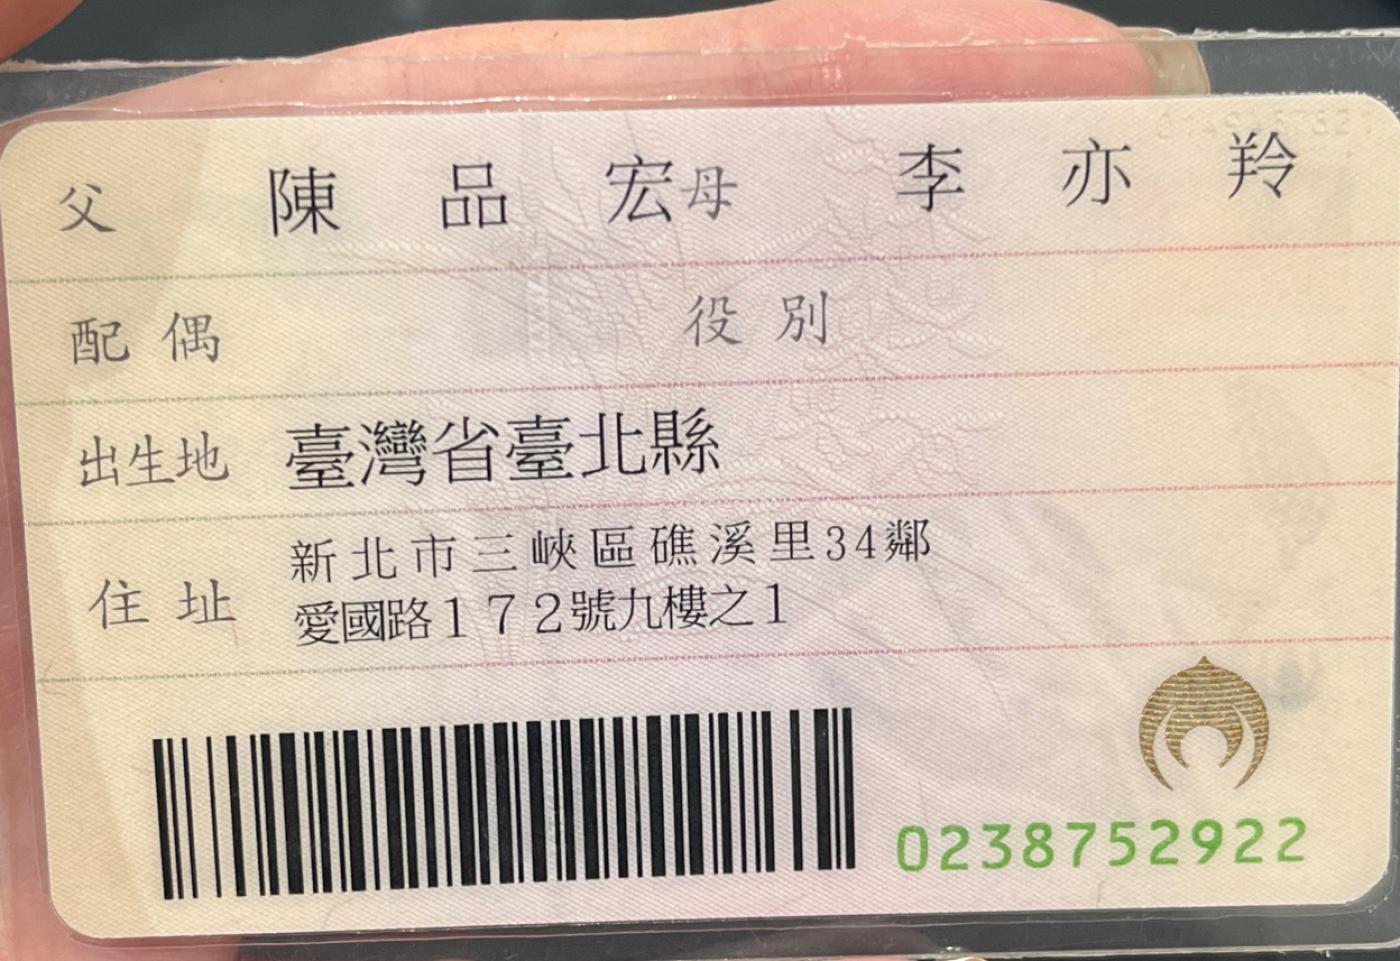 父 陳品宏 母 李亦羚
配偶 役別
出生地 臺灣省臺北縣
住址 新北市三峽區礁溪里34鄰
愛國路172號九樓之1
0238752922